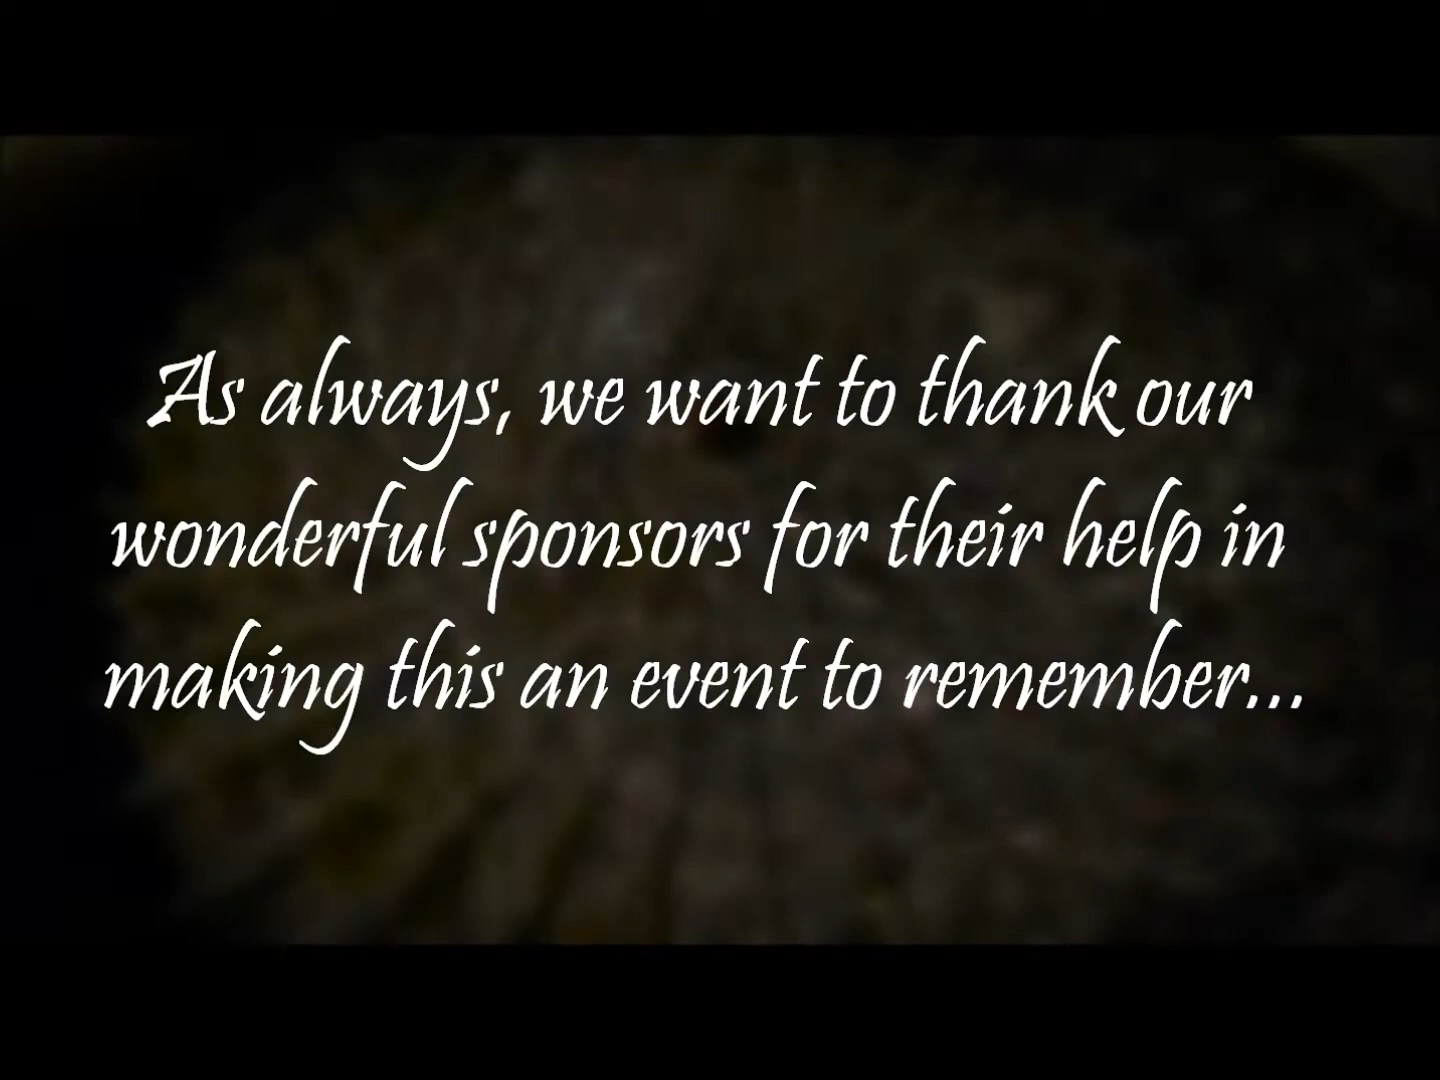 As always, we want to thank our
wonderful sponsors for their help in
making this an event to remember...